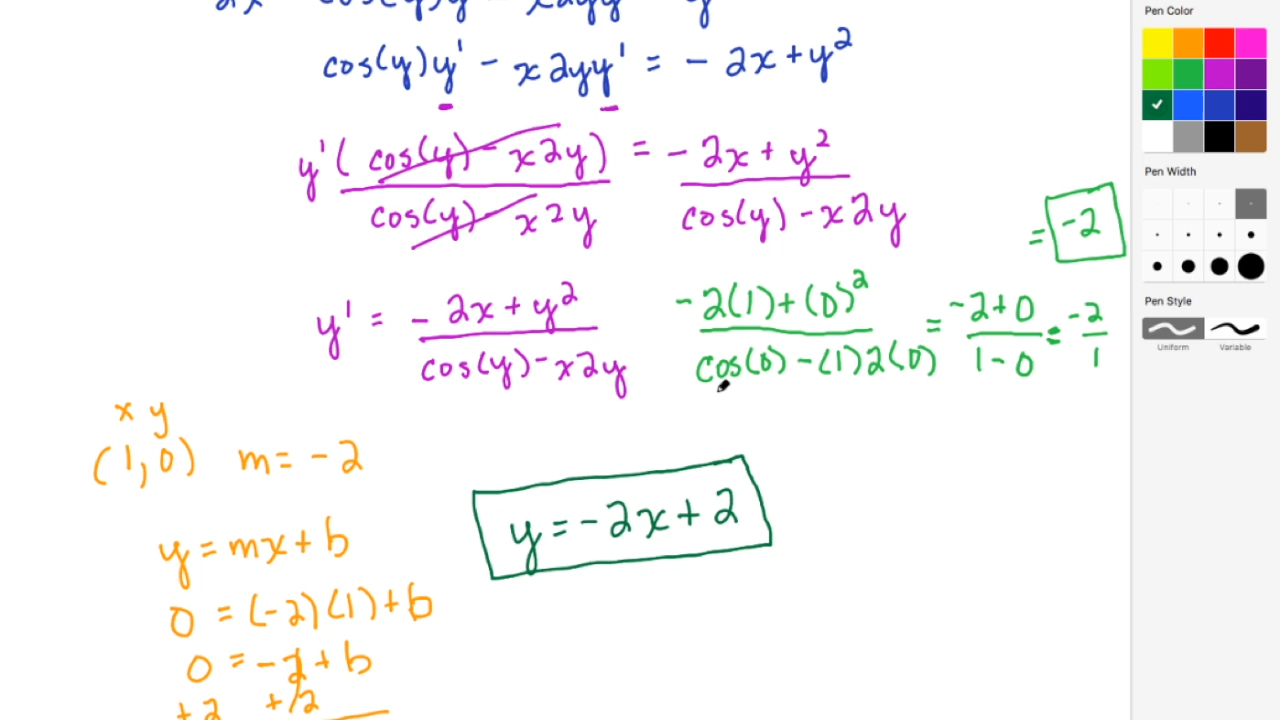 cos(y)y' - x2yy' = - 2x + y²
y'(cos(y) - x2y) / cos(y) - x2y = - 2x + y² / cos(y) - x2y
= -2
y' = - 2x + y² / cos(y) - x2y
-2(1) + (0)² / cos(0) - (1)2(0) = -2+0 / 1-0 = -2 / 1
x y
(1, 0) m = -2
y = mx + b
0 = (-2)(1) + b
0 = -2 + b
+2 +2
y = -2x + 2
Pen Color
Pen Width
Pen Style
Uniform Variable